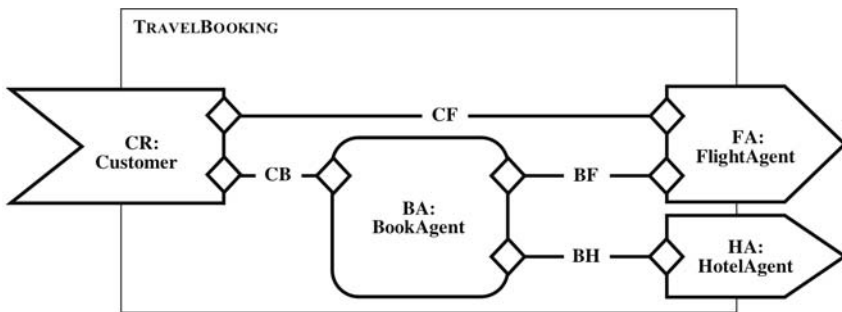 TRAVELBOOKING
CF
CR:
Customer
FA:
FlightAgent
CB
BF
BA:
BookAgent
BH
HA:
HotelAgent